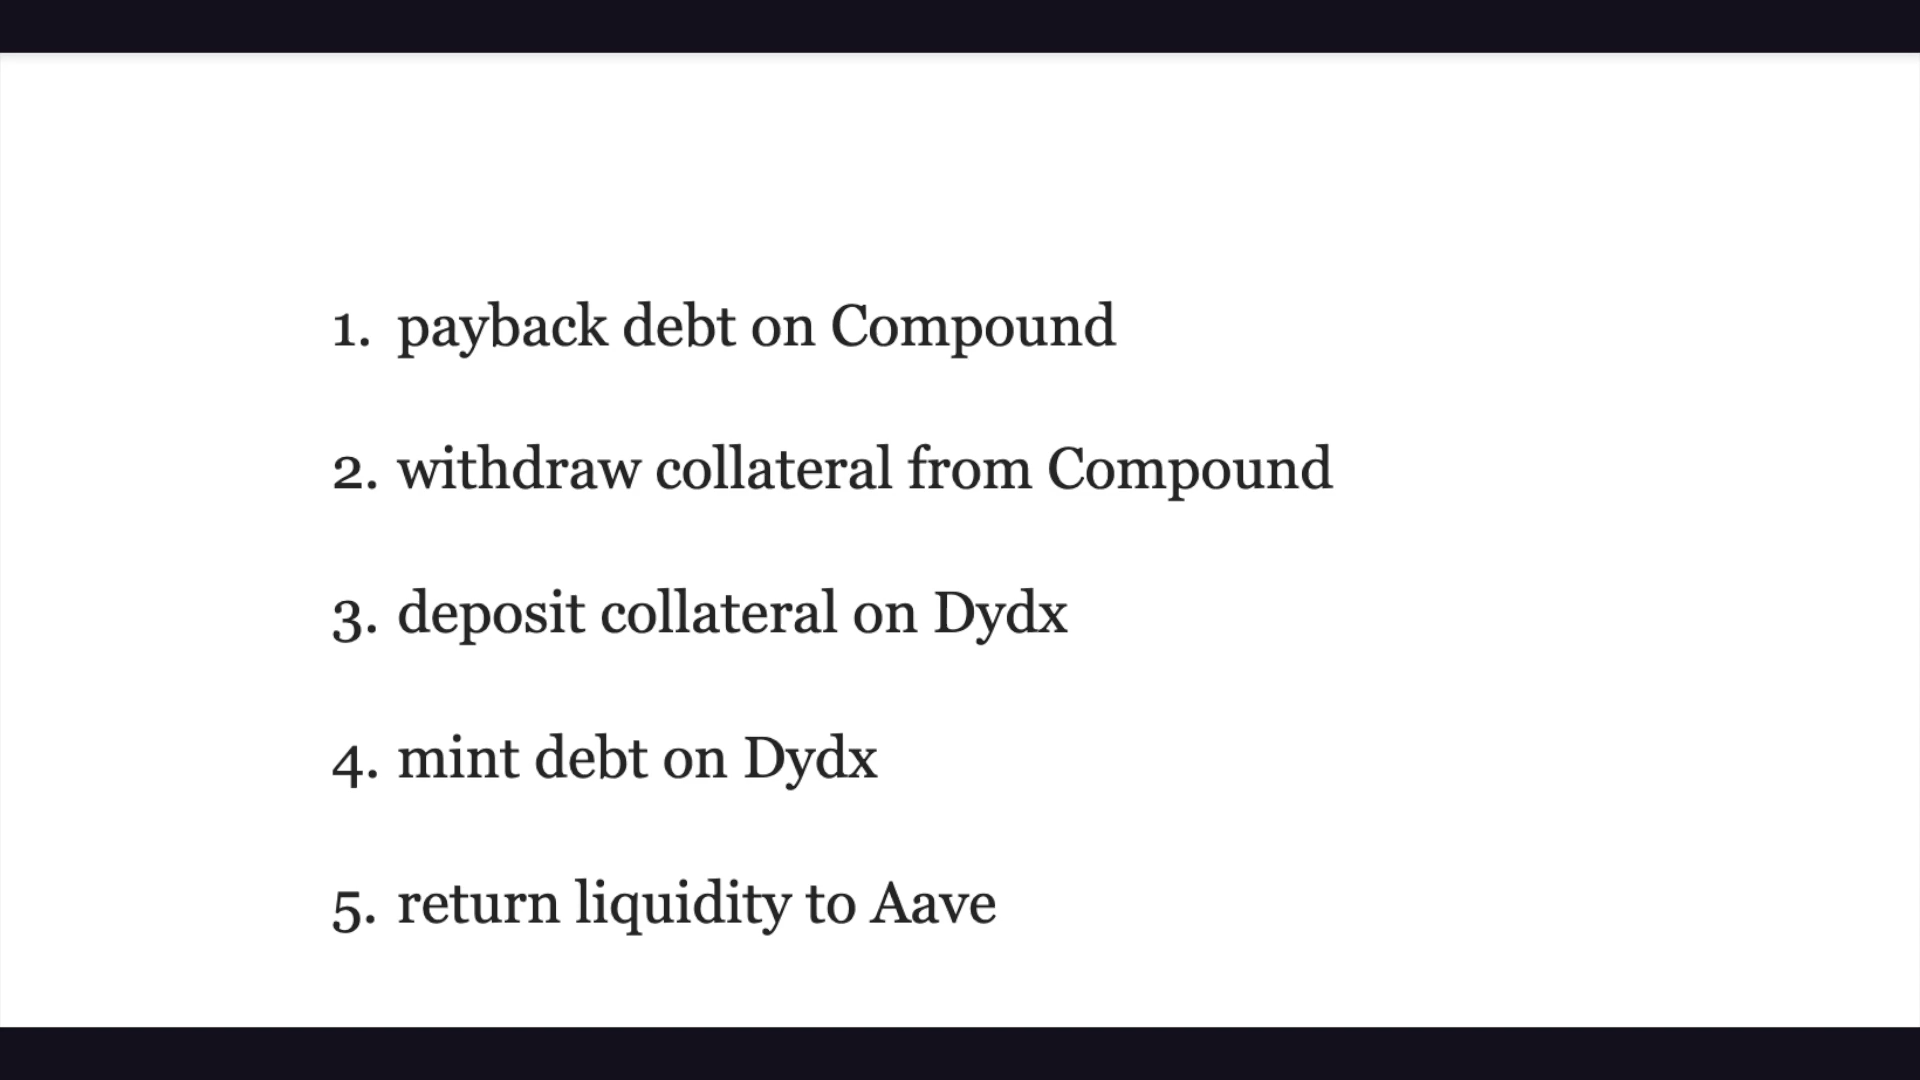 1. payback debt on Compound
2. withdraw collateral from Compound
3. deposit collateral on Dydx
4. mint debt on Dydx
5. return liquidity to Aave